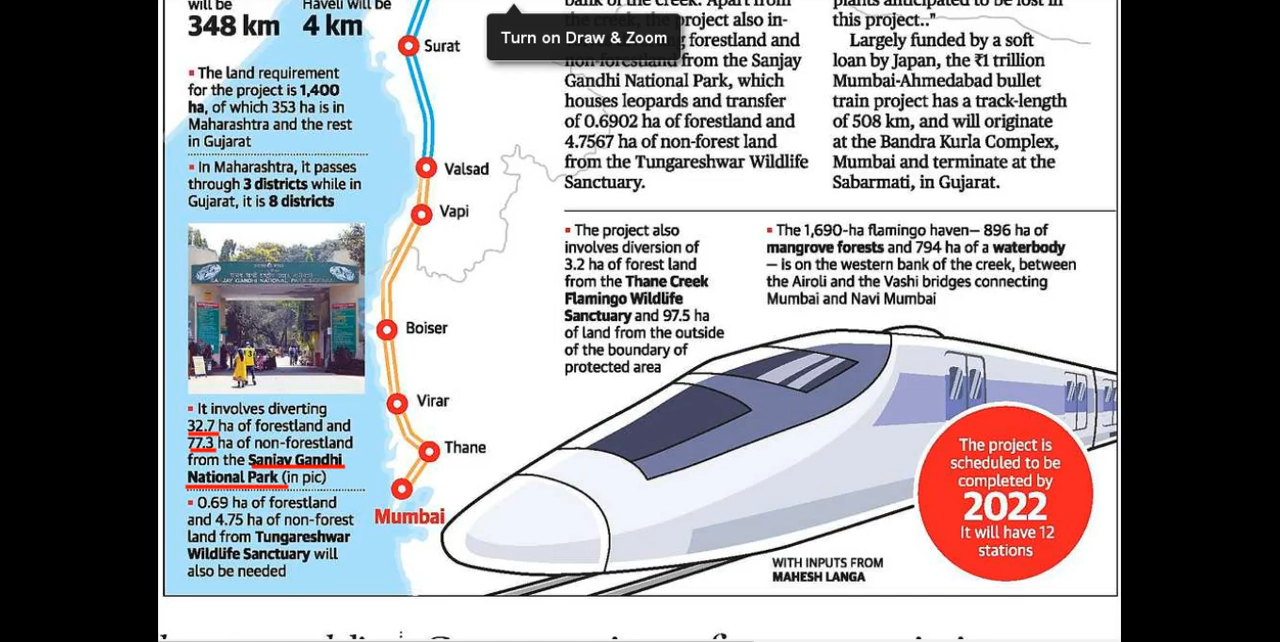 will be
348 km
Haveli will be
4 km
▪ The land requirement
for the project is 1,400
ha, of which 353 ha is in
Maharashtra and the rest
in Gujarat
▪ In Maharashtra, it passes
through 3 districts while in
Gujarat, it is 8 districts
▪ It involves diverting
32.7 ha of forestland and
77.3 ha of non-forestland
from the Sanjay Gandhi
National Park (in pic)
▪ 0.69 ha of forestland
and 4.75 ha of non-forest
land from Tungareshwar
Wildlife Sanctuary will
also be needed
Surat
Valsad
Vapi
Boiser
Virar
Thane
Mumbai
Turn on Draw & Zoom
bank of the creek. Apart from
the creek, the project also in-
forestland and
non-forestland from the Sanjay
Gandhi National Park, which
houses leopards and transfer
of 0.6902 ha of forestland and
4.7567 ha of non-forest land
from the Tungareshwar Wildlife
Sanctuary.
plants anticipated to be lost in
this project.."
Largely funded by a soft
loan by Japan, the ₹1 trillion
Mumbai-Ahmedabad bullet
train project has a track-length
of 508 km, and will originate
at the Bandra Kurla Complex,
Mumbai and terminate at the
Sabarmati, in Gujarat.
▪ The project also
involves diversion of
3.2 ha of forest land
from the Thane Creek
Flamingo Wildlife
Sanctuary and 97.5 ha
of land from the outside
of the boundary of
protected area
▪ The 1,690-ha flamingo haven— 896 ha of
mangrove forests and 794 ha of a waterbody
— is on the western bank of the creek, between
the Airoli and the Vashi bridges connecting
Mumbai and Navi Mumbai
The project is
scheduled to be
completed by
2022
It will have 12
stations
WITH INPUTS FROM
MAHESH LANGA